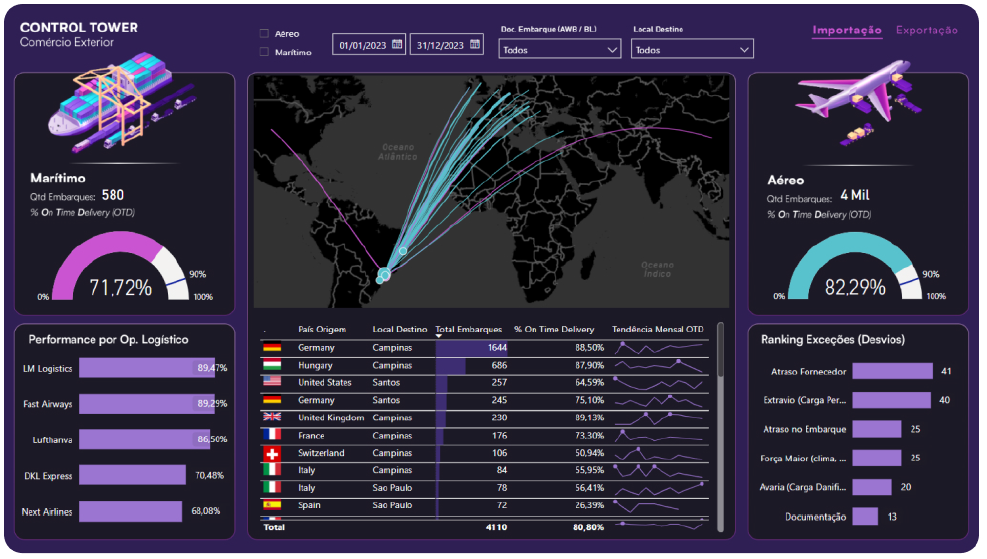 CONTROL TOWER
Comércio Exterior
Aéreo
Marítimo
01/01/2023
31/12/2023
Doc. Embarque (AWB / BL)
Todos
Local Destino
Todos
Importação
Exportação
Marítimo
Qtd Embarques: 580
% On Time Delivery (OTD)
0%
71,72%
90%
100%
Oceano Atlântico
Oceano Índico
Aéreo
Qtd Embarques: 4 Mil
% On Time Delivery (OTD)
0%
82,29%
90%
100%
Performance por Op. Logístico
LM Logistics 89,47%
Fast Airways 89,29%
Lufthanva 86,50%
DKL Express 70,48%
Next Airlines 68,08%
. País Origem Local Destino Total Embarques % On Time Delivery Tendência Mensal OTD
Germany Campinas 1644 88,50%
Hungary Campinas 686 87,90%
United States Santos 257 64,59%
Germany Santos 245 75,10%
United Kingdom Campinas 230 89,13%
France Campinas 176 73,30%
Switzerland Campinas 106 50,94%
Italy Campinas 84 55,95%
Italy Sao Paulo 78 56,41%
Spain Sao Paulo 72 26,39%
Total 4110 80,80%
Ranking Exceções (Desvios)
Atraso Fornecedor 41
Extravio (Carga Per... 40
Atraso no Embarque 25
Força Maior (clima, ... 25
Avaria (Carga Danifi... 20
Documentação 13